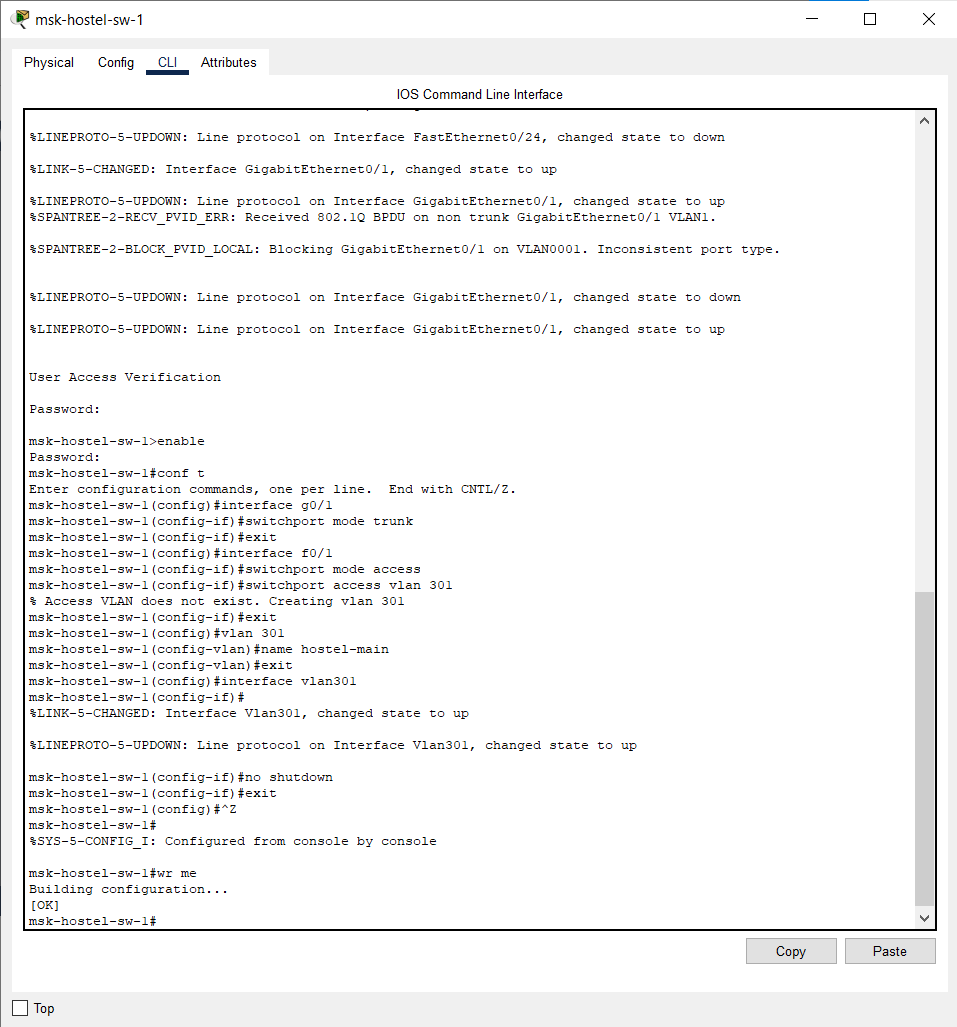 msk-hostel-sw-1
Physical Config CLI Attributes
IOS Command Line Interface
%LINEPROTO-5-UPDOWN: Line protocol on Interface FastEthernet0/24, changed state to down
%LINK-5-CHANGED: Interface GigabitEthernet0/1, changed state to up
%LINEPROTO-5-UPDOWN: Line protocol on Interface GigabitEthernet0/1, changed state to up
%SPANTREE-2-RECV_PVID_ERR: Received 802.1Q BPDU on non trunk GigabitEthernet0/1 VLAN1.
%SPANTREE-2-BLOCK_PVID_LOCAL: Blocking GigabitEthernet0/1 on VLAN0001. Inconsistent port type.
%LINEPROTO-5-UPDOWN: Line protocol on Interface GigabitEthernet0/1, changed state to down
%LINEPROTO-5-UPDOWN: Line protocol on Interface GigabitEthernet0/1, changed state to up
User Access Verification
Password:
msk-hostel-sw-1>enable
Password:
msk-hostel-sw-1#conf t
Enter configuration commands, one per line.  End with CNTL/Z.
msk-hostel-sw-1(config)#interface g0/1
msk-hostel-sw-1(config-if)#switchport mode trunk
msk-hostel-sw-1(config-if)#exit
msk-hostel-sw-1(config)#interface f0/1
msk-hostel-sw-1(config-if)#switchport mode access
msk-hostel-sw-1(config-if)#switchport access vlan 301
% Access VLAN does not exist. Creating vlan 301
msk-hostel-sw-1(config-if)#exit
msk-hostel-sw-1(config)#vlan 301
msk-hostel-sw-1(config-vlan)#name hostel-main
msk-hostel-sw-1(config-vlan)#exit
msk-hostel-sw-1(config)#interface vlan301
msk-hostel-sw-1(config-if)#
%LINK-5-CHANGED: Interface Vlan301, changed state to up
%LINEPROTO-5-UPDOWN: Line protocol on Interface Vlan301, changed state to up
msk-hostel-sw-1(config-if)#no shutdown
msk-hostel-sw-1(config-if)#exit
msk-hostel-sw-1(config)#^Z
msk-hostel-sw-1#
%SYS-5-CONFIG_I: Configured from console by console
msk-hostel-sw-1#wr me
Building configuration...
[OK]
msk-hostel-sw-1#
Copy Paste
Top